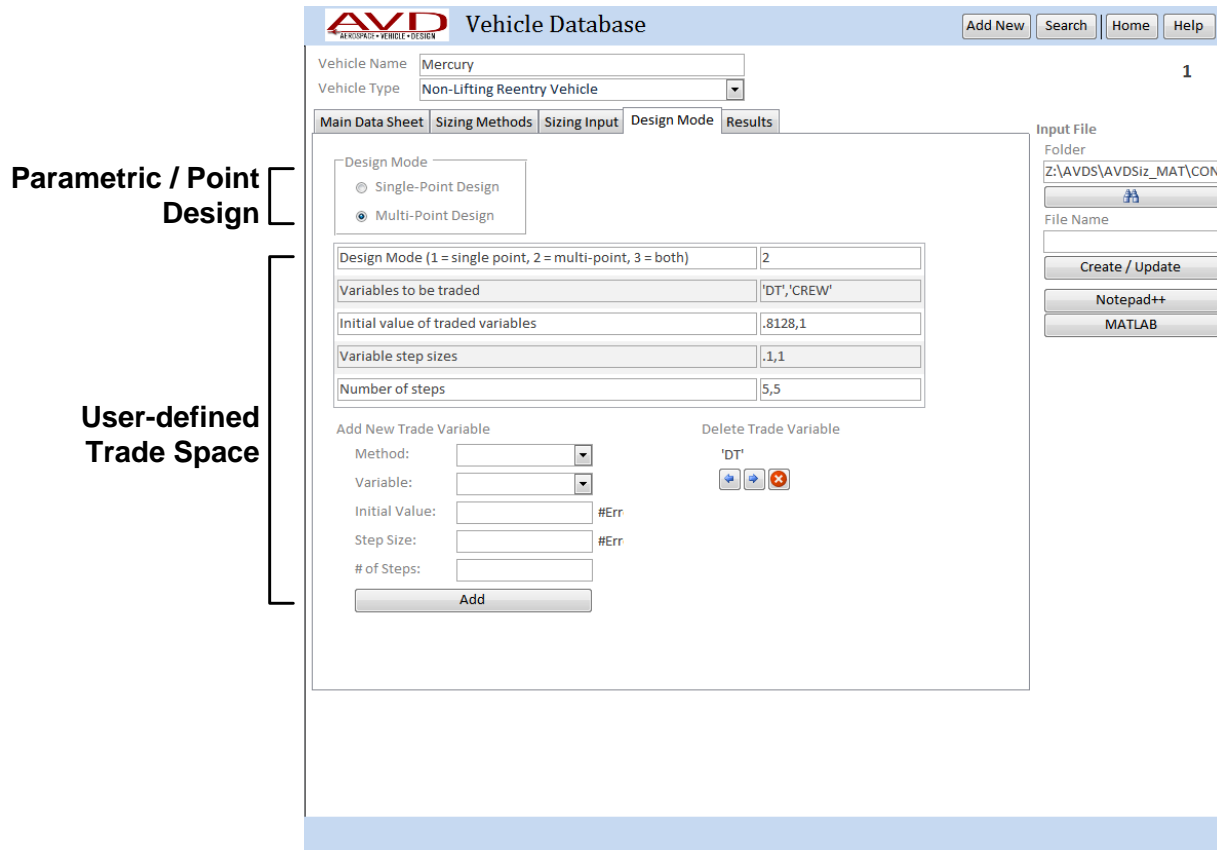 AVD
AEROSPACE • VEHICLE • DESIGN
Vehicle Database
Add New
Search
Home
Help
Vehicle Name
Mercury
1
Vehicle Type
Non-Lifting Reentry Vehicle
Main Data Sheet
Sizing Methods
Sizing Input
Design Mode
Results
Input File
Folder
Z:\AVDS\AVDSiz_MAT\CON
File Name
Create / Update
Notepad++
MATLAB
Parametric / Point
Design
Design Mode
Single-Point Design
Multi-Point Design
User-defined
Trade Space
Design Mode (1 = single point, 2 = multi-point, 3 = both)
2
Variables to be traded
'DT','CREW'
Initial value of traded variables
.8128,1
Variable step sizes
.1,1
Number of steps
5,5
Add New Trade Variable
Method:
Variable:
Initial Value:
#Err
Step Size:
#Err
# of Steps:
Add
Delete Trade Variable
'DT'